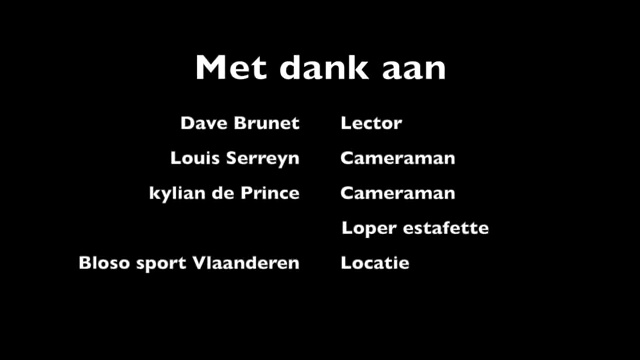 Met dank aan
Dave Brunet Lector
Louis Serreyn Cameraman
kylian de Prince Cameraman
Loper estafette
Bloso sport Vlaanderen Locatie